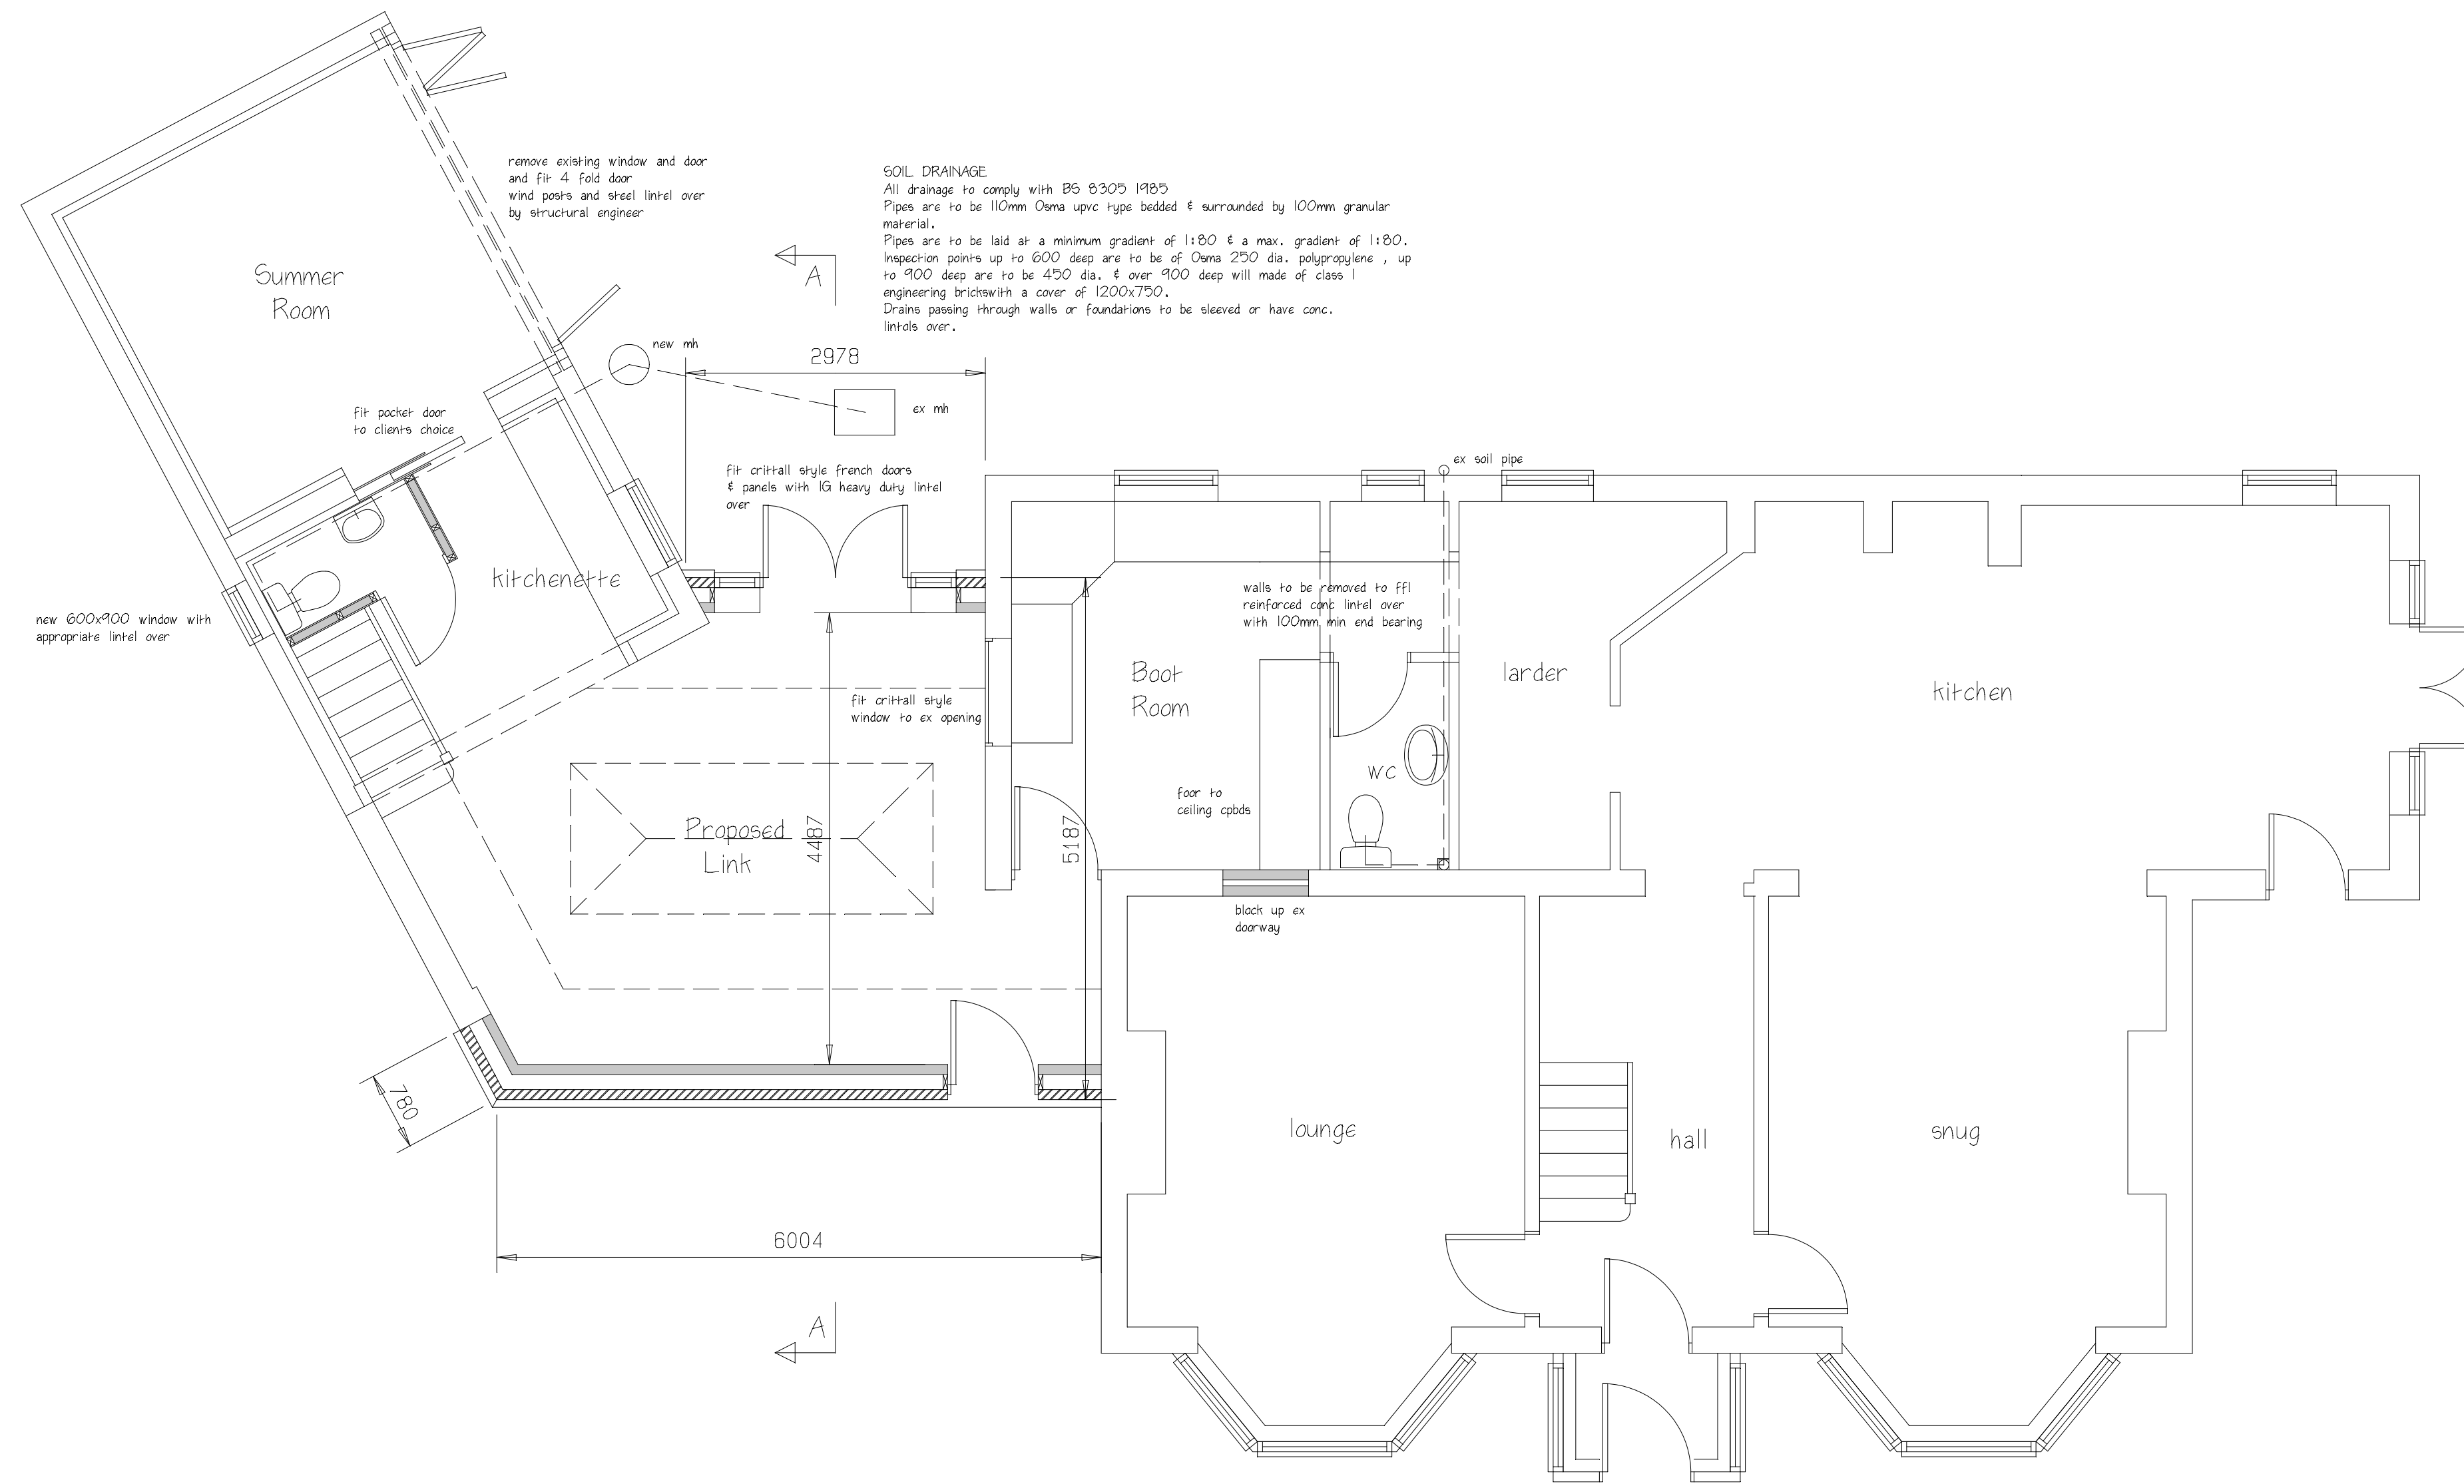 remove existing window and door
and fit 4 fold door
wind posts and steel lintel over
by structural engineer
SOIL DRAINAGE
All drainage to comply with BS 8305 1985
Pipes are to be 110mm Osma upvc type bedded & surrounded by 100mm granular
material.
Pipes are to be laid at a minimum gradient of 1:80 & a max. gradient of 1:80.
Inspection points up to 600 deep are to be of Osma 250 dia. polypropylene , up
to 900 deep are to be 450 dia. & over 900 deep will made of class 1
engineering brickswith a cover of 1200x750.
Drains passing through walls or foundations to be sleeved or have conc.
lintols over.
Summer
Room
A
new mh
2978
ex mh
fit pocket door
to clients choice
fit crittall style french doors
& panels with IG heavy duty lintel
over
ex soil pipe
kitchenette
new 600x900 window with
appropriate lintel over
walls to be removed to ffl
reinforced conc lintel over
with 100mm min end bearing
Boot
Room
larder
kitchen
fit crittall style
window to ex opening
wc
foor to
ceiling cpbds
Proposed
Link
4487
5187
block up ex
doorway
780
lounge
hall
snug
6004
A